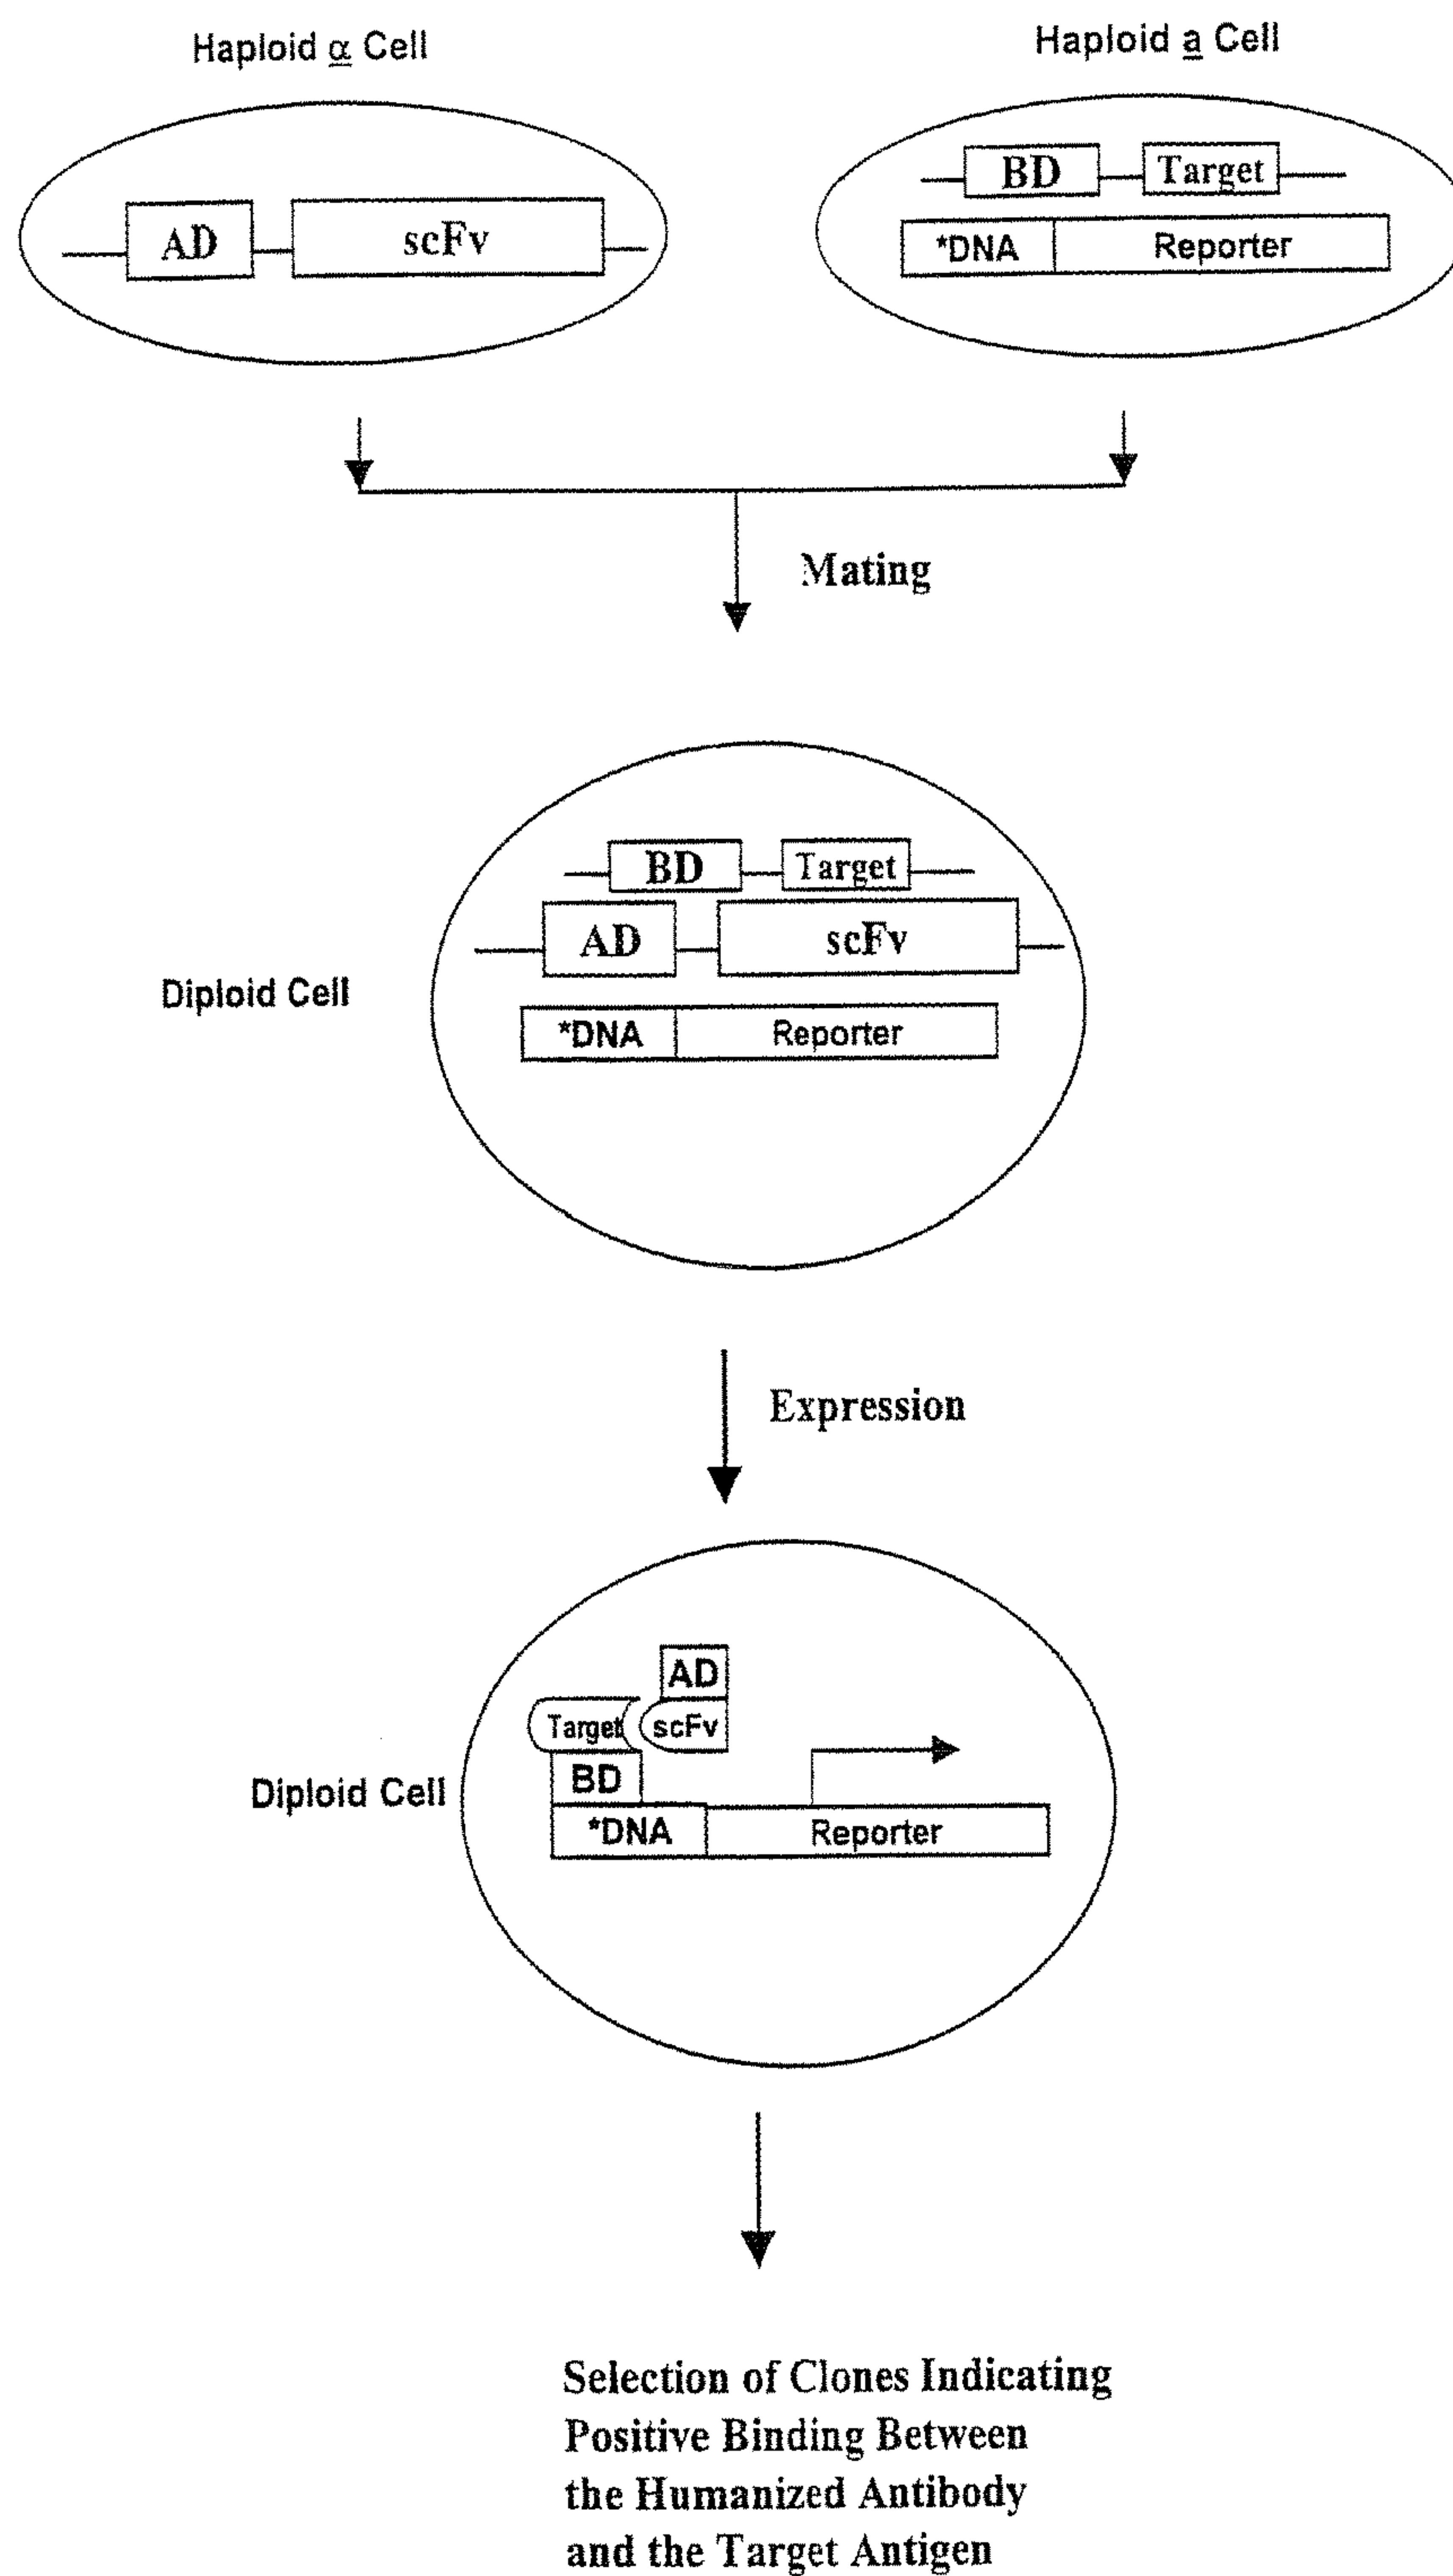 Haploid α Cell
Haploid a Cell
AD
scFv
BD
Target
*DNA
Reporter
Mating
BD
Target
AD
scFv
Diploid Cell
*DNA
Reporter
Expression
AD
Target
scFv
BD
Diploid Cell
*DNA
Reporter
Selection of Clones Indicating
Positive Binding Between
the Humanized Antibody
and the Target Antigen